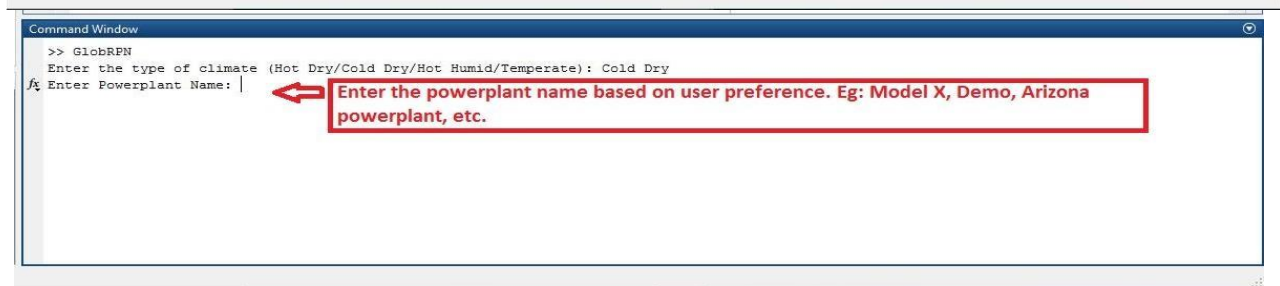 Command Window
>> GlobRPN
Enter the type of climate (Hot Dry/Cold Dry/Hot Humid/Temperate): Cold Dry
fx Enter Powerplant Name:
Enter the powerplant name based on user preference. Eg: Model X, Demo, Arizona
powerplant, etc.